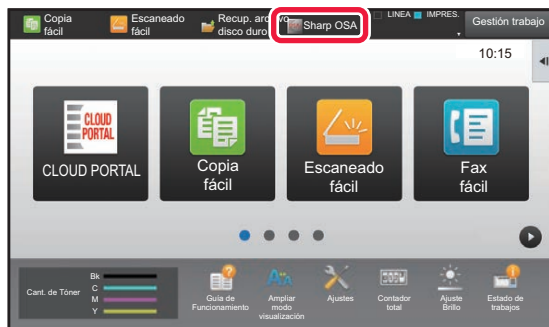 Copia
fácil
Escaneado
fácil
Recup. archivo
disco duro
Sharp OSA
LINEA
IMPRES.
Gestión trabajo
10:15
CLOUD
PORTAL
CLOUD PORTAL
Copia
fácil
Escaneado
fácil
Fax
fácil
Cant. de Tóner
Bk
C
M
Y
Guía de
Funcionamiento
Ampliar
modo
visualización
Ajustes
Contador
total
Ajuste
Brillo
Estado de
trabajos